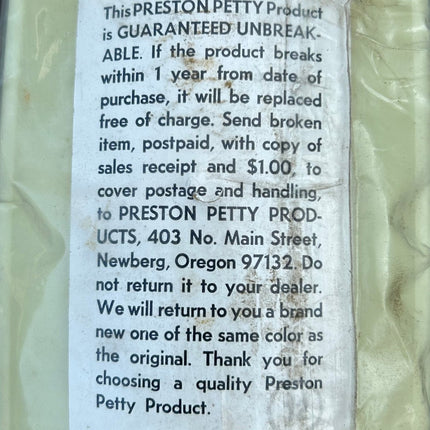 This PRESTON PETTY Product
is GUARANTEED UNBREAK-
ABLE. If the product breaks
within 1 year from date of
purchase, it will be replaced
free of charge. Send broken
item, postpaid, with copy of
sales receipt and $1.00, to
cover postage and handling,
to PRESTON PETTY PROD-
UCTS, 403 No. Main Street,
Newberg, Oregon 97132. Do
not return it to your dealer.
We will return to you a brand
new one of the same color as
the original. Thank you for
choosing a quality Preston
Petty Product.